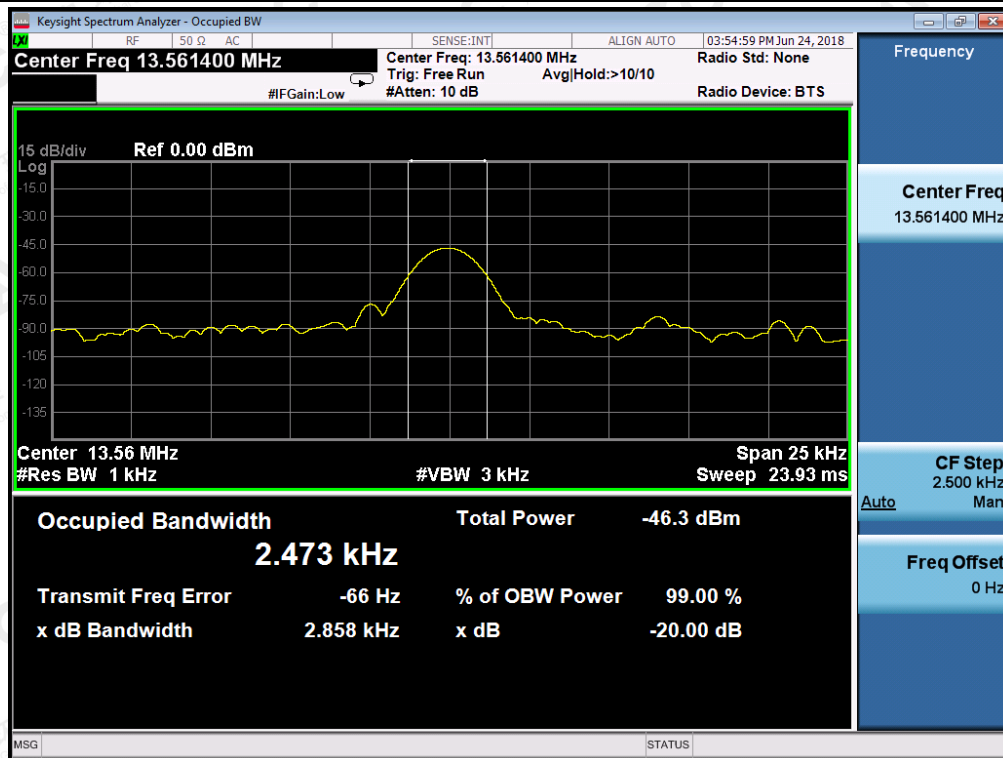 Keysight Spectrum Analyzer - Occupied BW
LXI RF 50 Ω AC SENSE:INT ALIGN AUTO 03:54:59 PM Jun 24, 2018
Center Freq 13.561400 MHz
Center Freq: 13.561400 MHz
Radio Std: None
Trig: Free Run Avg|Hold:>10/10
#IFGain:Low #Atten: 10 dB Radio Device: BTS
15 dB/div Ref 0.00 dBm
Log
-15.0
-30.0
-45.0
-60.0
-75.0
-90.0
-105
-120
-135
Center 13.56 MHz Span 25 kHz
#Res BW 1 kHz #VBW 3 kHz Sweep 23.93 ms
Occupied Bandwidth Total Power -46.3 dBm
2.473 kHz
Transmit Freq Error -66 Hz % of OBW Power 99.00 %
x dB Bandwidth 2.858 kHz x dB -20.00 dB
MSG STATUS
Frequency
Center Freq
13.561400 MHz
CF Step
2.500 kHz
Auto Man
Freq Offset
0 Hz